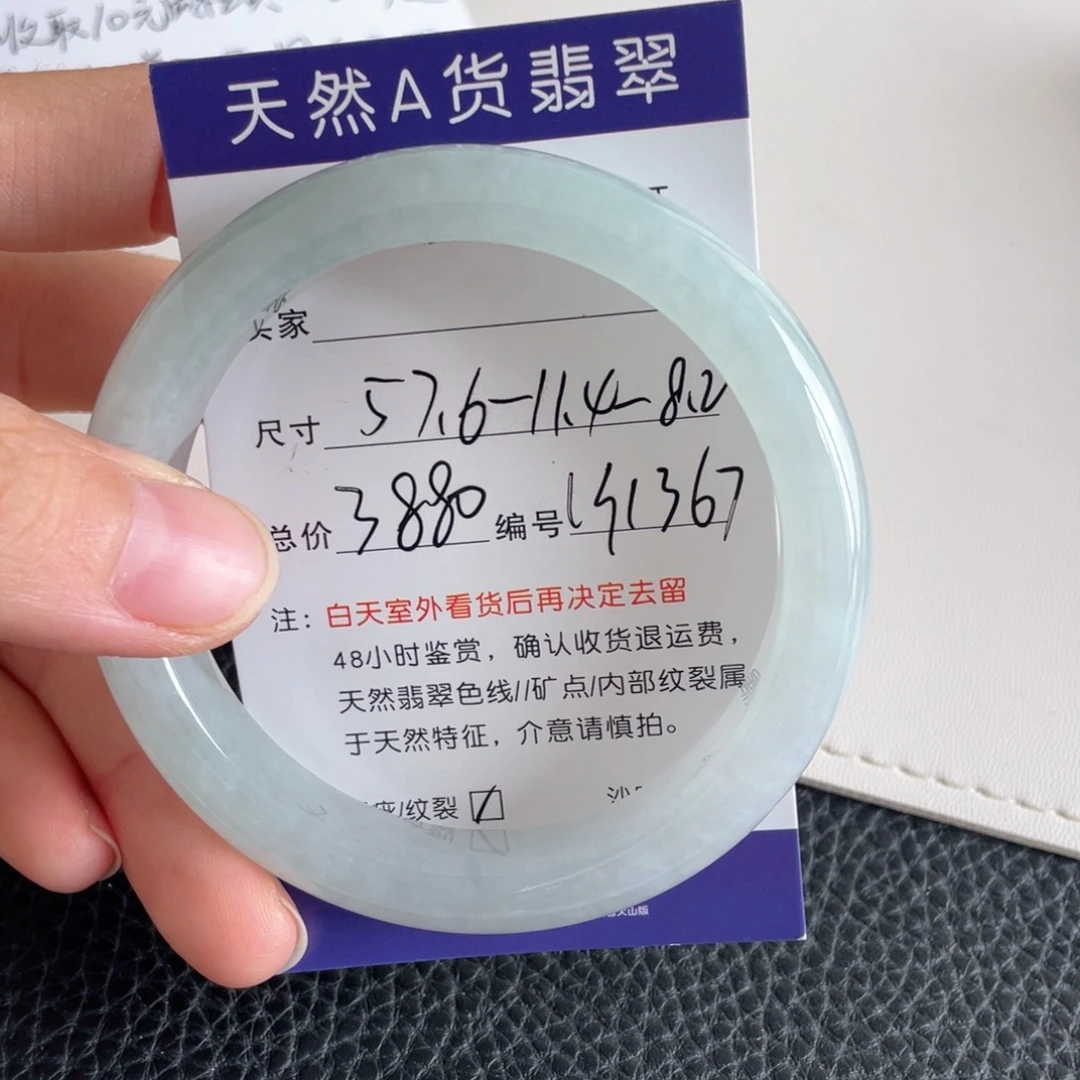 收取10元
天然A货翡翠
买家
尺寸 57.6-11.4-8.2
总价 3880 编号 191367
注：白天室外看货后再决定去留
48小时鉴赏，确认收货退运费，
天然翡翠色线//矿点/内部纹裂属
于天然特征，介意请慎拍。
/纹裂